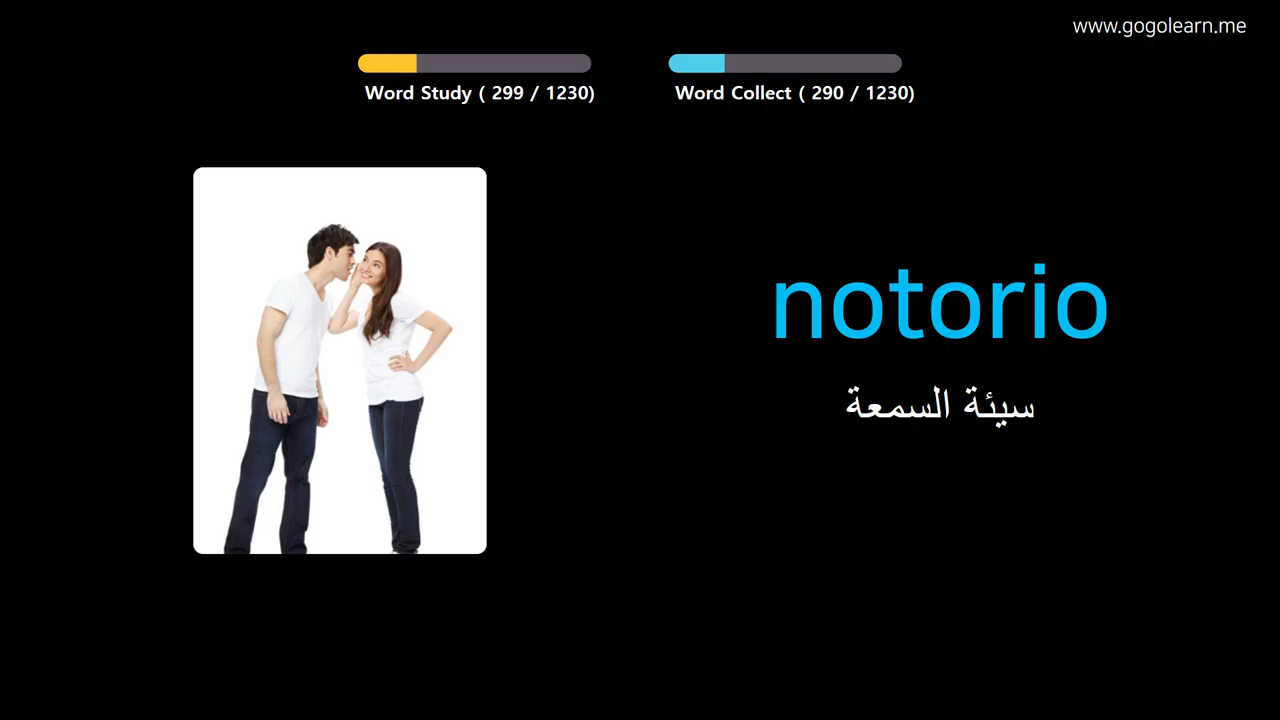 www.gogolearn.me
Word Study ( 299 / 1230)
Word Collect ( 290 / 1230)
notorio
سيئة السمعة